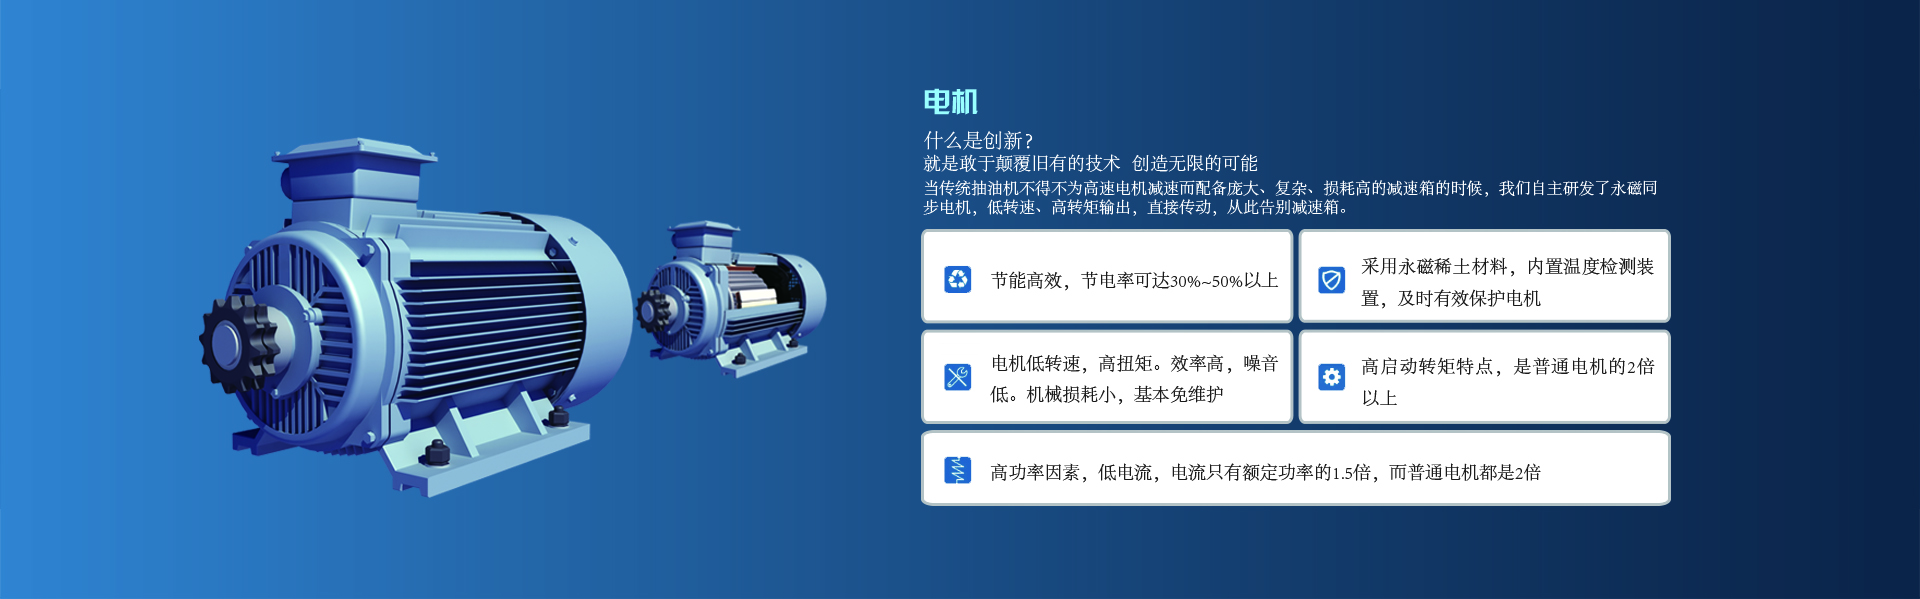 电机
什么是创新?
就是敢于颠覆旧有的技术 创造无限的可能
当传统抽油机不得不为高速电机减速而配备庞大、复杂、损耗高的减速箱的时候，我们自主研发了永磁同
步电机，低转速、高转矩输出，直接传动，从此告别减速箱。
节能高效，节电率可达30%~50%以上
采用永磁稀土材料，内置温度检测装
置，及时有效保护电机
电机低转速，高扭矩。效率高，噪音
低。机械损耗小，基本免维护
高启动转矩特点，是普通电机的2倍
以上
高功率因素，低电流，电流只有额定功率的1.5倍，而普通电机都是2倍